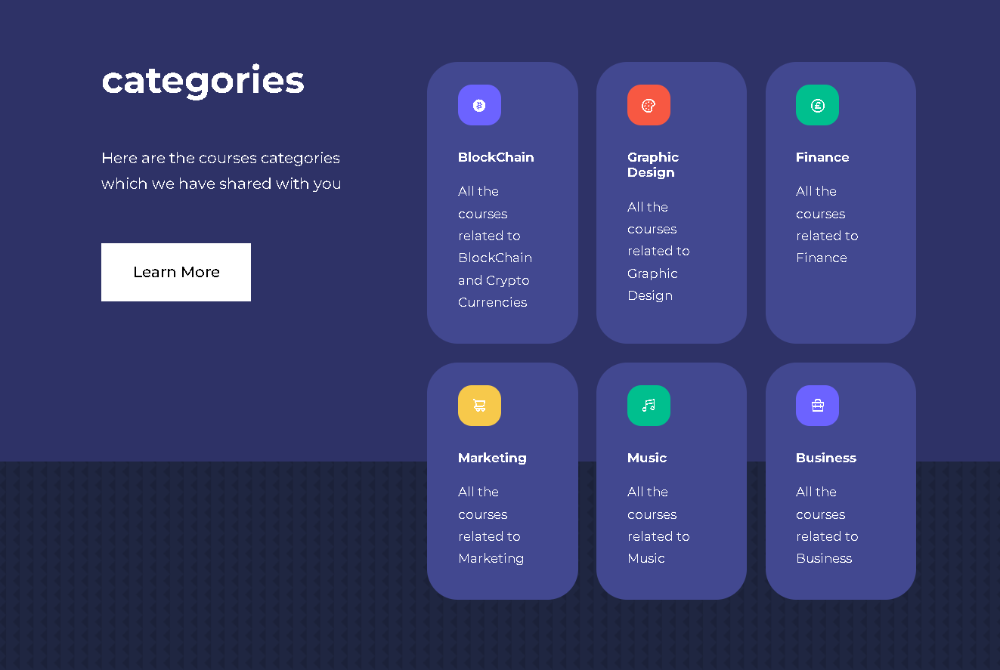 categories
Here are the courses categories
which we have shared with you
Learn More
BlockChain
All the
courses
related to
BlockChain
and Crypto
Currencies
Graphic
Design
All the
courses
related to
Graphic
Design
Finance
All the
courses
related to
Finance
Marketing
All the
courses
related to
Marketing
Music
All the
courses
related to
Music
Business
All the
courses
related to
Business